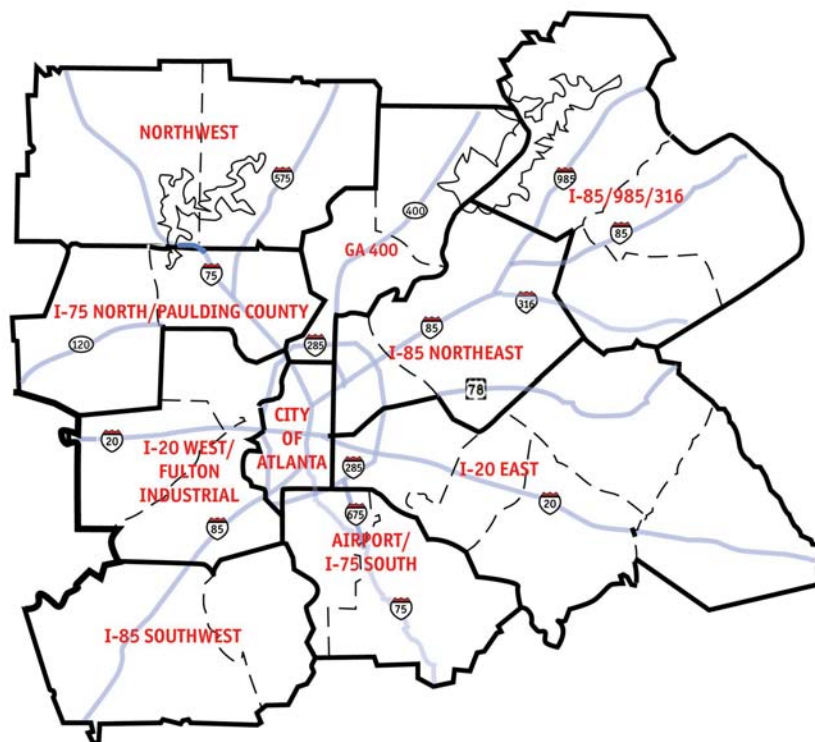 NORTHWEST
575
985
I-85/985/316
400
85
GA 400
75
316
I-75 NORTH/PAULDING COUNTY
85
120
285
I-85 NORTHEAST
78
CITY
OF
ATLANTA
20
I-20 WEST/
FULTON
INDUSTRIAL
285
I-20 EAST
20
675
85
AIRPORT/
I-75 SOUTH
75
I-85 SOUTHWEST